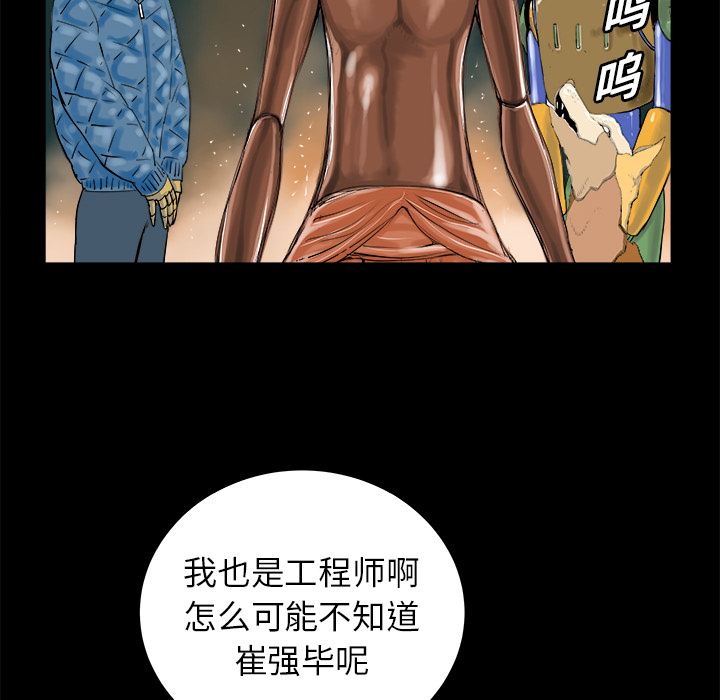 呜
呜
我也是工程师啊
怎么可能不知道
崔强毕呢